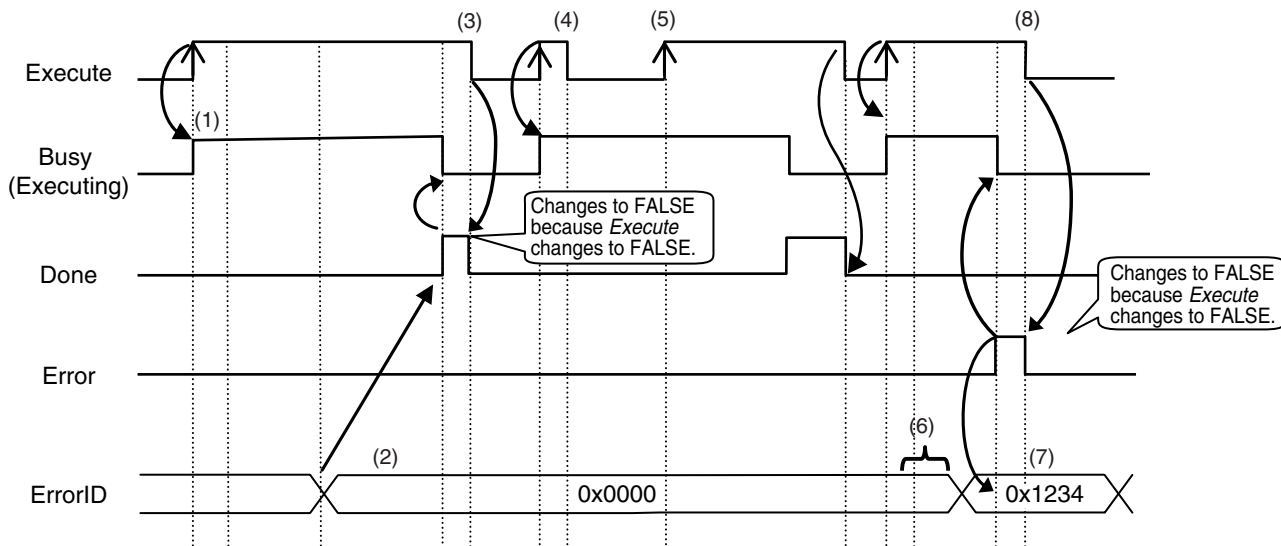 (3)
(4)
(5)
(8)
Execute
(1)
Busy
(Executing)
Changes to FALSE
because Execute
changes to FALSE.
Done
Changes to FALSE
because Execute
changes to FALSE.
Error
(6)
(2)
(7)
ErrorID
0x0000
0x1234